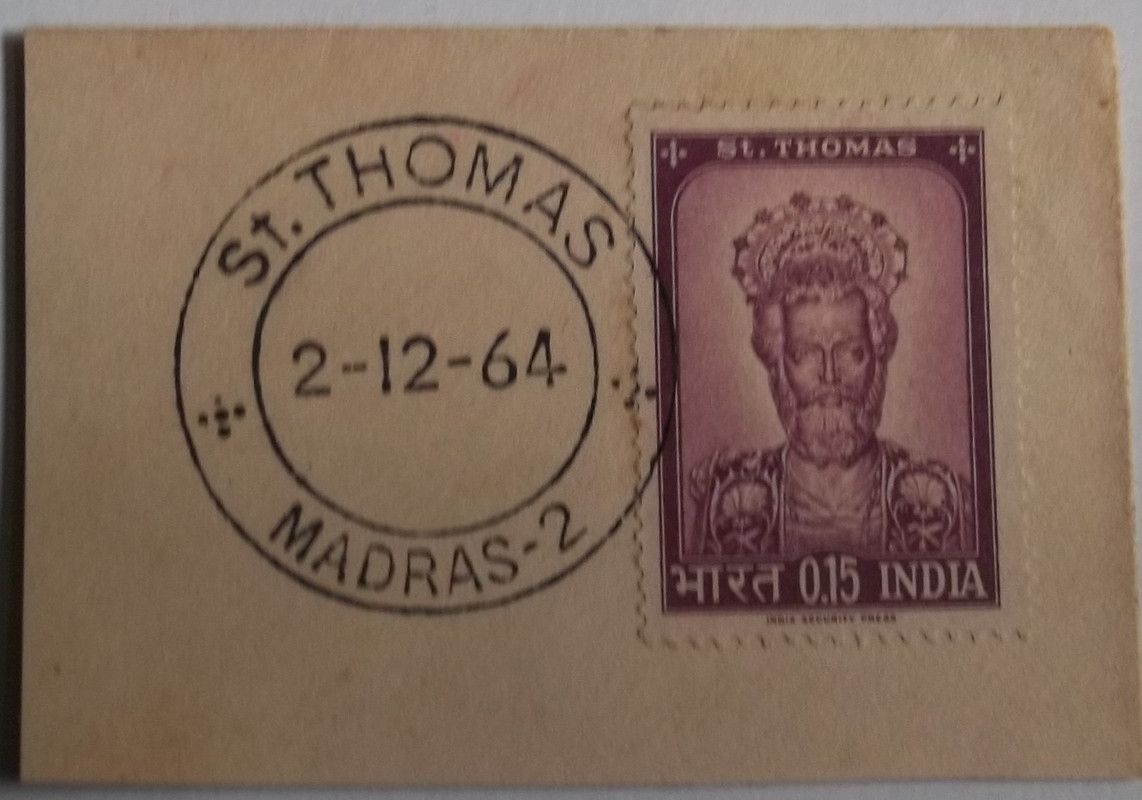 St. THOMAS
2-12-64
MADRAS-2
St. THOMAS
भारत 0.15 INDIA
INDIA SECURITY PRESS